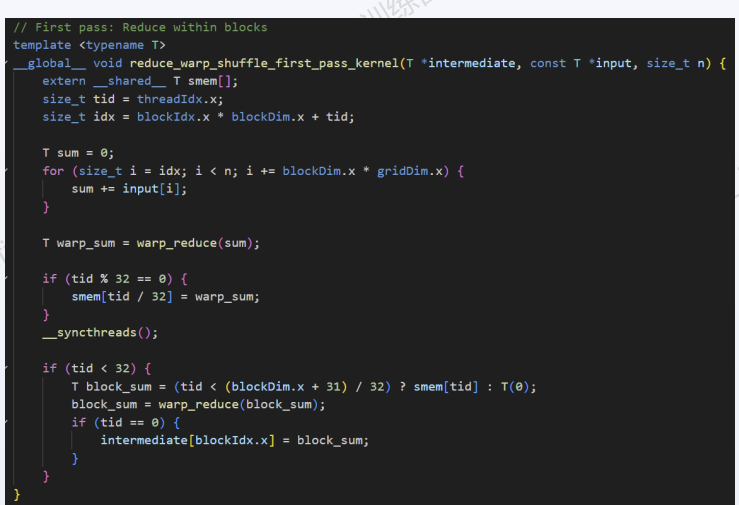 // First pass: Reduce within blocks
template <typename T>
__global__ void reduce_warp_shuffle_first_pass_kernel(T *intermediate, const T *input, size_t n) {
    extern __shared__ T smem[];
    size_t tid = threadIdx.x;
    size_t idx = blockIdx.x * blockDim.x + tid;

    T sum = 0;
    for (size_t i = idx; i < n; i += blockDim.x * gridDim.x) {
        sum += input[i];
    }

    T warp_sum = warp_reduce(sum);

    if (tid % 32 == 0) {
        smem[tid / 32] = warp_sum;
    }
    __syncthreads();

    if (tid < 32) {
        T block_sum = (tid < (blockDim.x + 31) / 32) ? smem[tid] : T(0);
        block_sum = warp_reduce(block_sum);
        if (tid == 0) {
            intermediate[blockIdx.x] = block_sum;
        }
    }
}